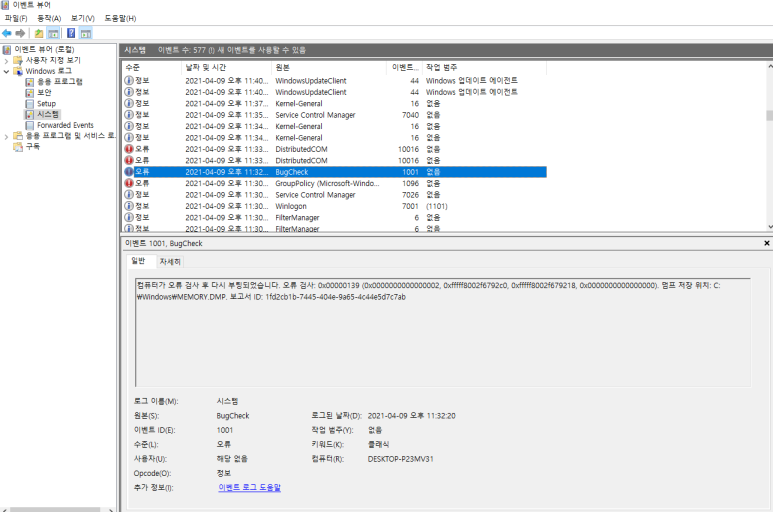 이벤트 뷰어
파일(F) 동작(A) 보기(V) 도움말(H)
이벤트 뷰어 (로컬)
사용자 지정 보기
Windows 로그
응용 프로그램
보안
Setup
시스템
Forwarded Events
응용 프로그램 및 서비스 로
구독
시스템 이벤트 수: 577 (!) 새 이벤트를 사용할 수 있음
수준 날짜 및 시간 원본 이벤트... 작업 범주
정보 2021-04-09 오후 11:40... WindowsUpdateClient 44 Windows 업데이트 에이전트
정보 2021-04-09 오후 11:40... WindowsUpdateClient 44 Windows 업데이트 에이전트
정보 2021-04-09 오후 11:37... Kernel-General 16 없음
정보 2021-04-09 오후 11:35... Service Control Manager 7040 없음
정보 2021-04-09 오후 11:34... Kernel-General 16 없음
정보 2021-04-09 오후 11:34... Kernel-General 16 없음
오류 2021-04-09 오후 11:33... DistributedCOM 10016 없음
오류 2021-04-09 오후 11:33... DistributedCOM 10016 없음
오류 2021-04-09 오후 11:32... BugCheck 1001 없음
오류 2021-04-09 오후 11:30... GroupPolicy (Microsoft-Windo... 1096 없음
정보 2021-04-09 오후 11:30... Service Control Manager 7026 없음
정보 2021-04-09 오후 11:30... Winlogon 7001 (1101)
정보 2021-04-09 오후 11:30... FilterManager 6 없음
정보 2021-04-09 오후 11:30... FilterManager 6 없음
이벤트 1001, BugCheck
일반 자세히
컴퓨터가 오류 검사 후 다시 부팅되었습니다. 오류 검사: 0x00000139 (0x0000000000000002, 0xfffff8002f6792c0, 0xfffff8002f679218, 0x0000000000000000). 덤프 저장 위치: C:
₩Windows₩MEMORY.DMP. 보고서 ID: 1fd2cb1b-7445-404e-9a65-4c44e5d7c7ab
로그 이름(M): 시스템
원본(S): BugCheck 로그된 날짜(D): 2021-04-09 오후 11:32:20
이벤트 ID(E): 1001 작업 범주(Y): 없음
수준(L): 오류 키워드(K): 클래식
사용자(U): 해당 없음 컴퓨터(R): DESKTOP-P23MV31
Opcode(O): 정보
추가 정보(I): 이벤트 로그 도움말